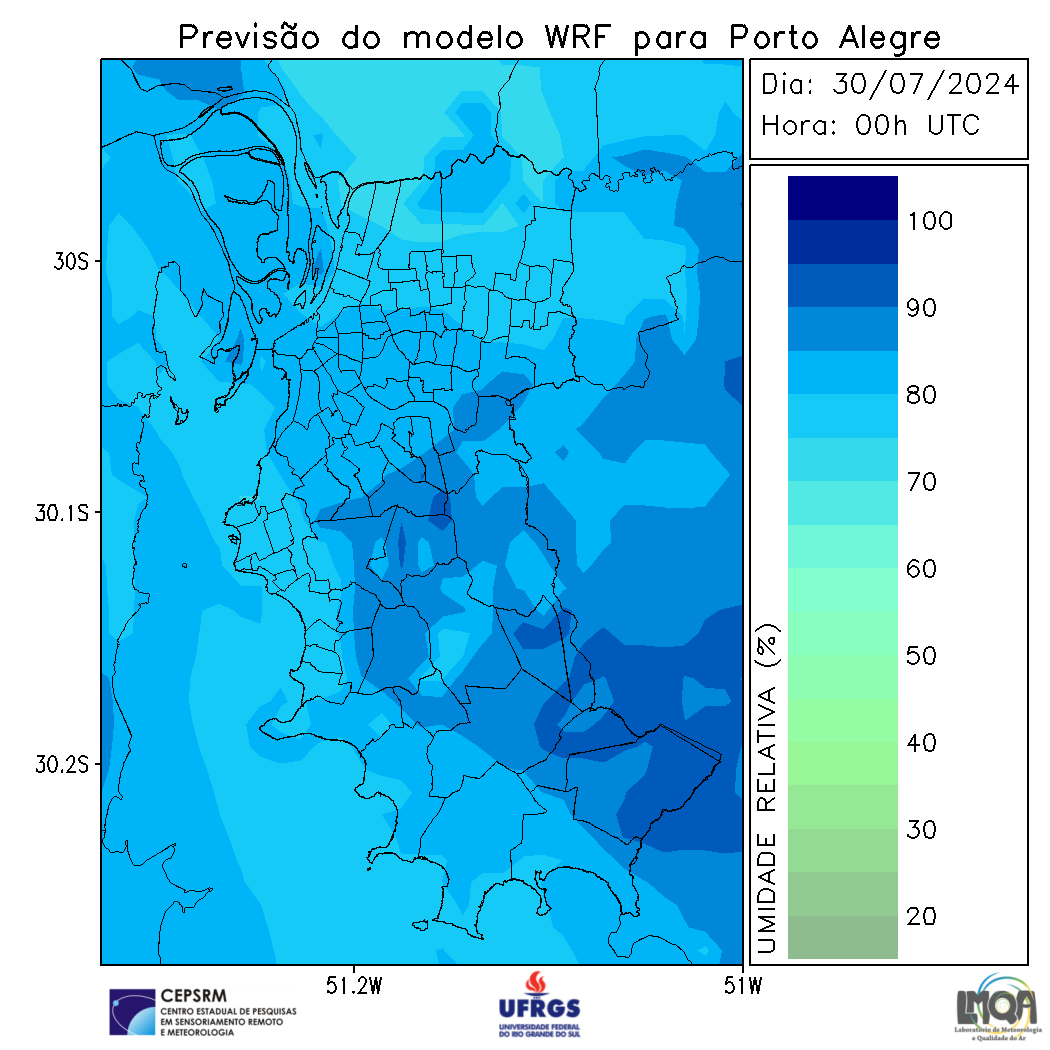 Previsão do modelo WRF para Porto Alegre
Dia: 30/07/2024
Hora: 00h UTC
100
90
80
70
60
50
40
30
20
UMIDADE RELATIVA (%)
30S
30.1S
30.2S
51.2W
51W
CEPSRM
CENTRO ESTADUAL DE PESQUISAS
EM SENSORIAMENTO REMOTO
E METEOROLOGIA
UFRGS
UNIVERSIDADE FEDERAL
DO RIO GRANDE DO SUL
LMQA
Laboratório de Meteorologia
e Qualidade do Ar